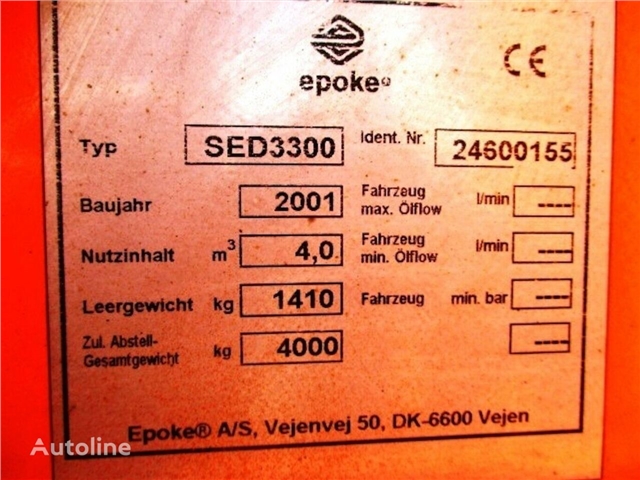 epoke®
CE
Typ SED3300 Ident. Nr. 24600155
Baujahr 2001 Fahrzeug max. Ölflow l/min ----
Nutzinhalt m³ 4,0 Fahrzeug min. Ölflow l/min ----
Leergewicht kg 1410 Fahrzeug min. bar ----
Zul. Abstell-
Gesamtgewicht kg 4000 ----
Epoke® A/S, Vejenvej 50, DK-6600 Vejen
Autoline